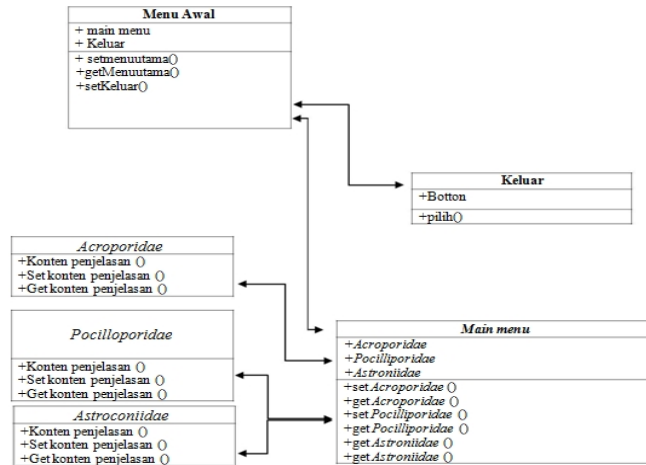 Menu Awal
+ main menu
+ Keluar
+ setmenuutama()
+getMenuutama()
+setKeluar()
Keluar
+Botton
+pilih()
Acroporidae
+Konten penjelasan ()
+Set konten penjelasan ()
+Get konten penjelasan ()
Pocilloporidae
+Konten penjelasan ()
+Set konten penjelasan ()
+Get konten penjelasan ()
Astroconiidae
+Konten penjelasan ()
+Set konten penjelasan ()
+Get konten penjelasan ()
Main menu
+Acroporidae
+Pocilliporidae
+Astroniidae
+set Acroporidae ()
+get Acroporidae ()
+set Pocilliporidae ()
+get Pocilliporidae ()
+get Astroniidae ()
+get Astroniidae ()